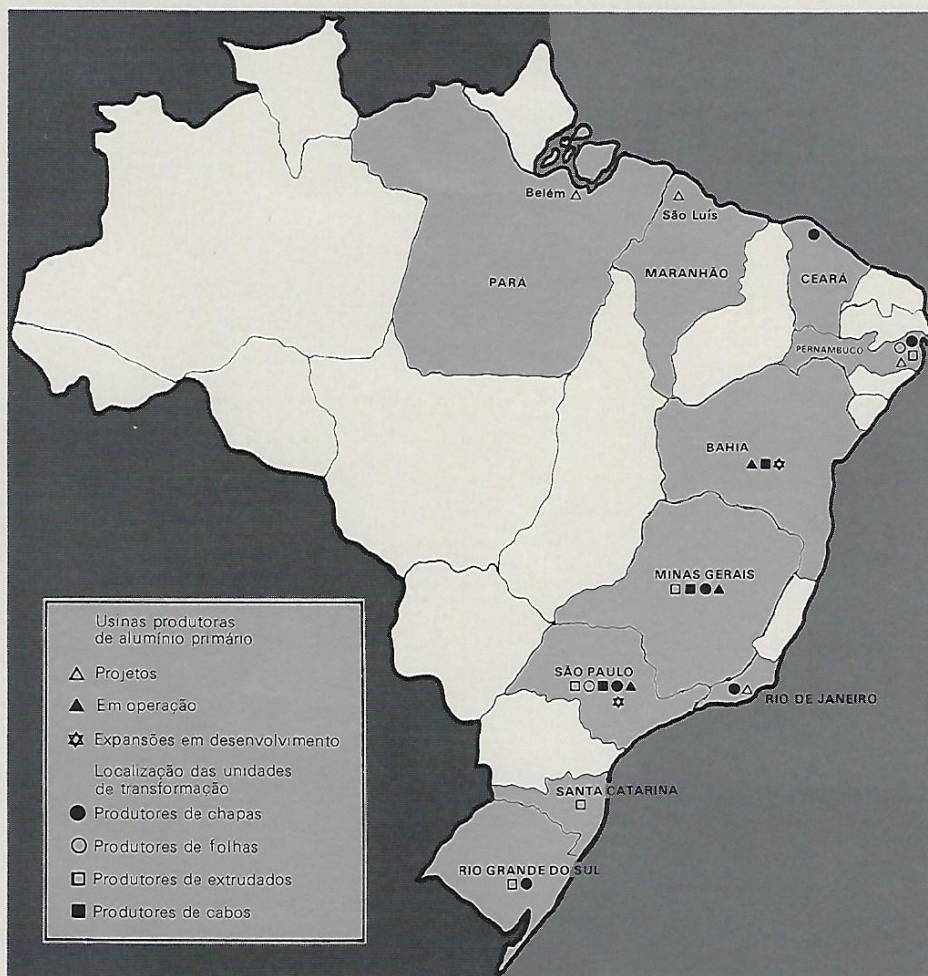 Belém
São Luís
PARÁ
MARANHÃO
CEARÁ
PERNAMBUCO
BAHIA
MINAS GERAIS
SÃO PAULO
RIO DE JANEIRO
SANTA CATARINA
RIO GRANDE DO SUL
Usinas produtoras
de alumínio primário
Projetos
Em operação
Expansões em desenvolvimento
Localização das unidades
de transformação
Produtores de chapas
Produtores de folhas
Produtores de extrudados
Produtores de cabos